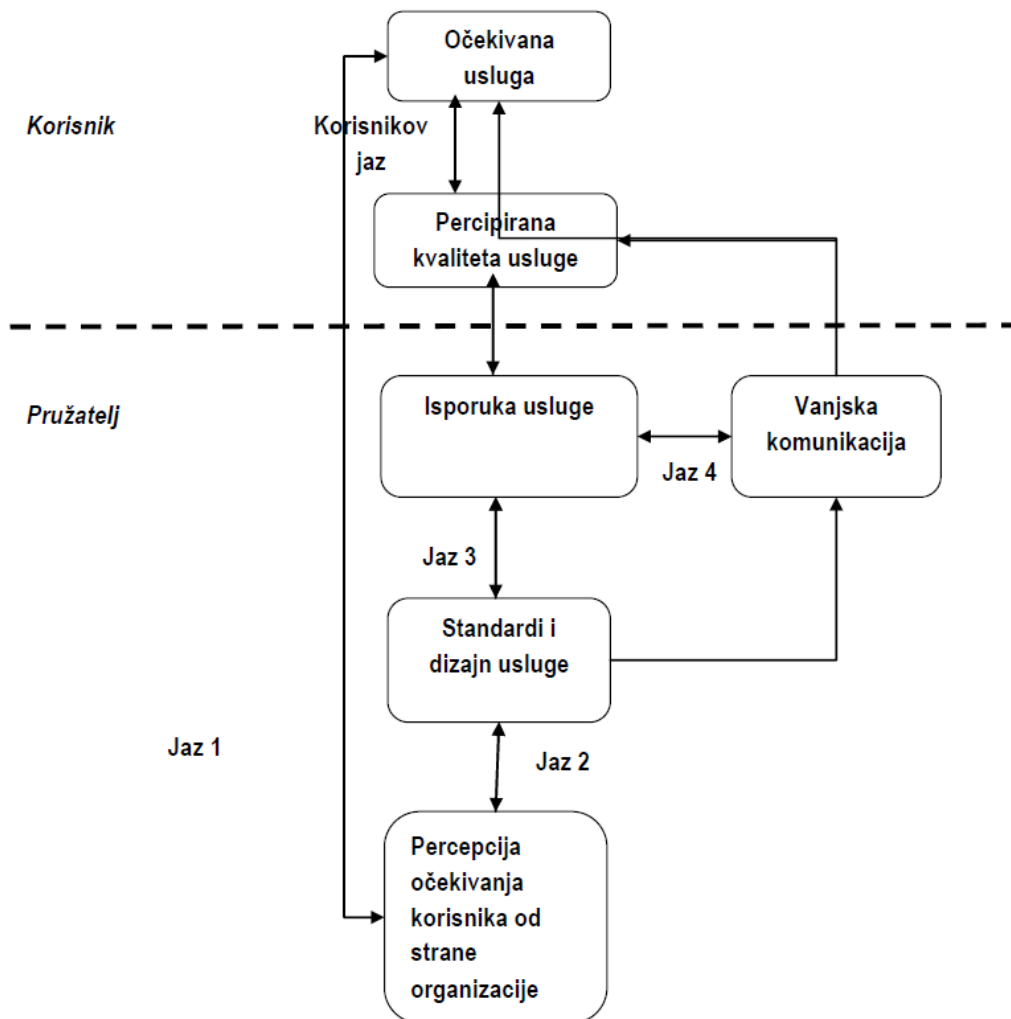 Očekivana
usluga
Korisnik
Korisnikov
jaz
Percipirana
kvaliteta usluge
Pružatelj
Isporuka usluge
Vanjska
komunikacija
Jaz 4
Jaz 3
Standardi i
dizajn usluge
Jaz 1
Jaz 2
Percepcija
očekivanja
korisnika od
strane
organizacije